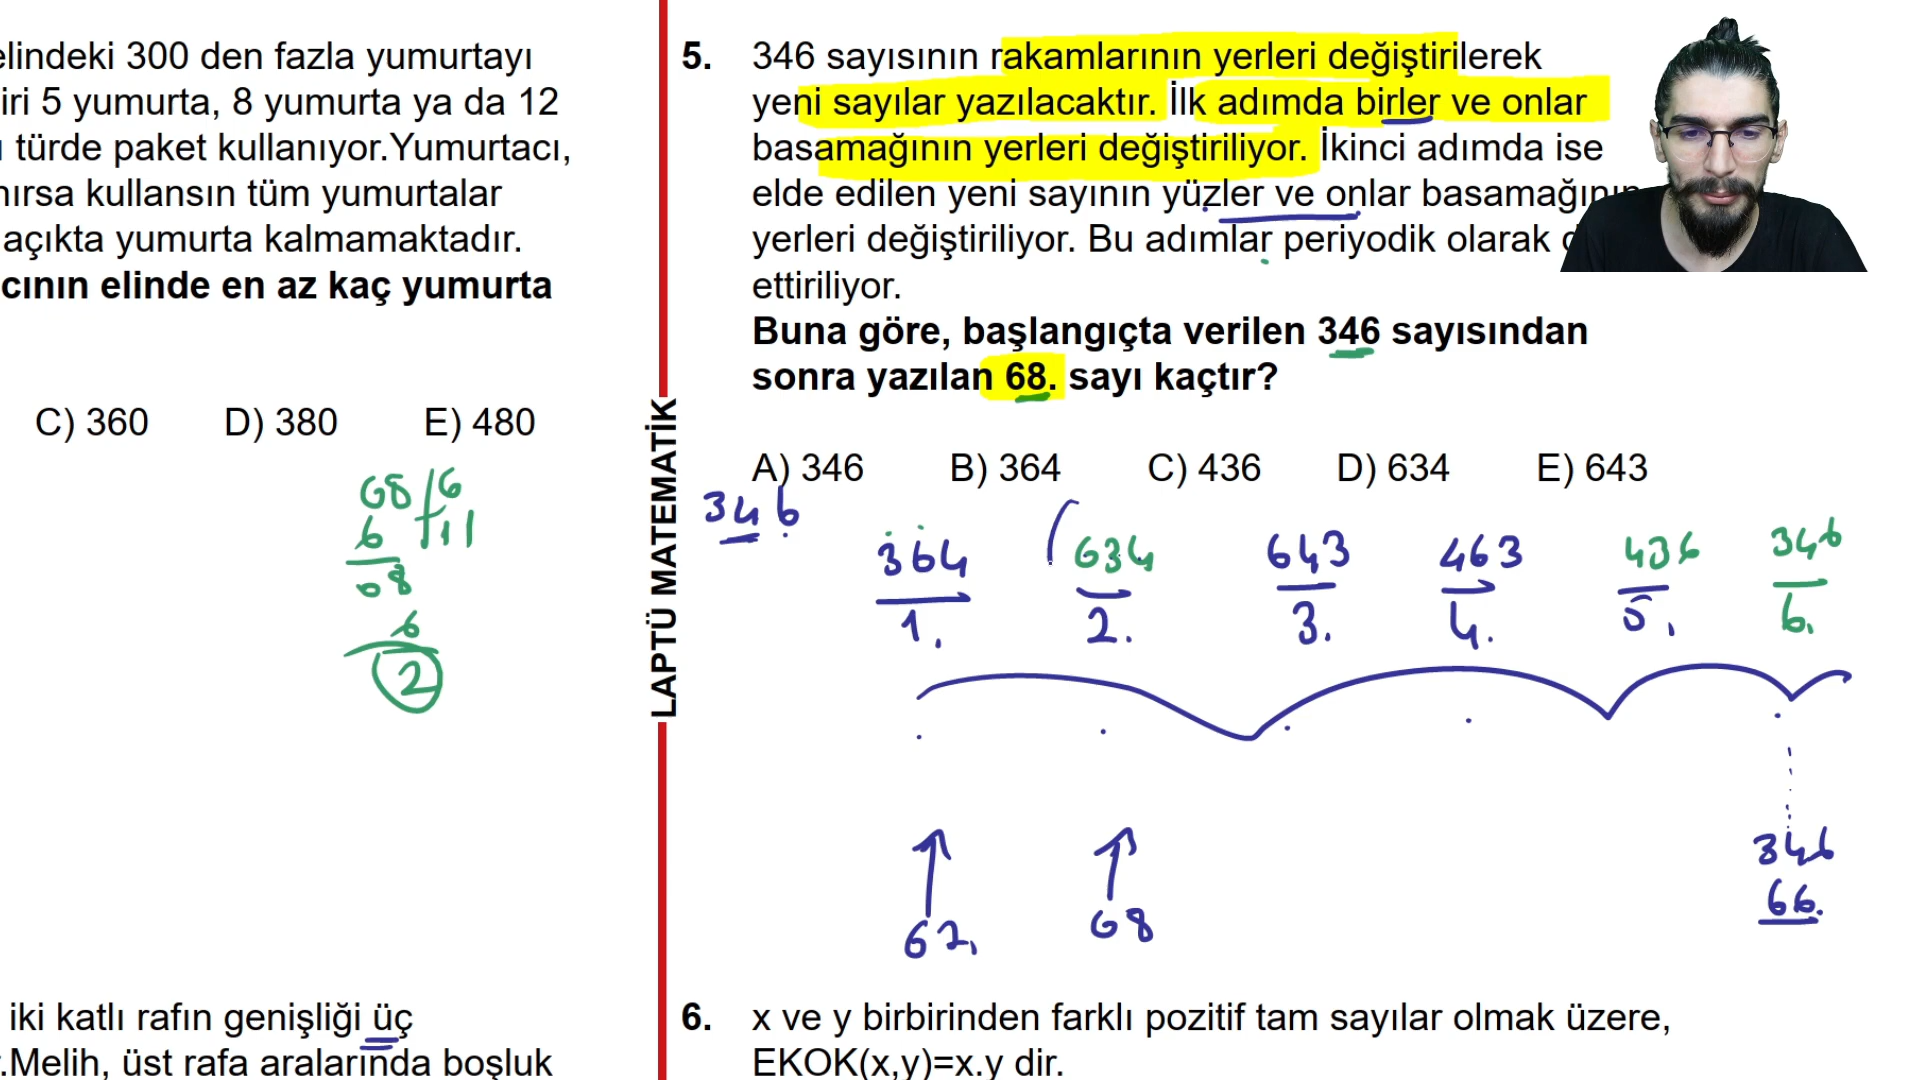 elindeki 300 den fazla yumurtayı
iri 5 yumurta, 8 yumurta ya da 12
türde paket kullanıyor.Yumurtacı,
ırsa kullansın tüm yumurtalar
açıkta yumurta kalmamaktadır.
cının elinde en az kaç yumurta
C) 360 D) 380 E) 480
68 6
6 11
08
6
2
iki katlı rafın genişliği üç
.Melih, üst rafa aralarında boşluk
LAPTÜ MATEMATİK
5. 346 sayısının rakamlarının yerleri değiştirilerek
yeni sayılar yazılacaktır. İlk adımda birler ve onlar
basamağının yerleri değiştiriliyor. İkinci adımda ise
elde edilen yeni sayının yüzler ve onlar basamağının
yerleri değiştiriliyor. Bu adımlar periyodik olarak
ettiriliyor.
Buna göre, başlangıçta verilen 346 sayısından
sonra yazılan 68. sayı kaçtır?
A) 346 B) 364 C) 436 D) 634 E) 643
346
364 634 643 463 436 346
1. 2. 3. 4. 5. 6.
346
66.
68
6. x ve y birbirinden farklı pozitif tam sayılar olmak üzere,
EKOK(x,y)=x.y dir.